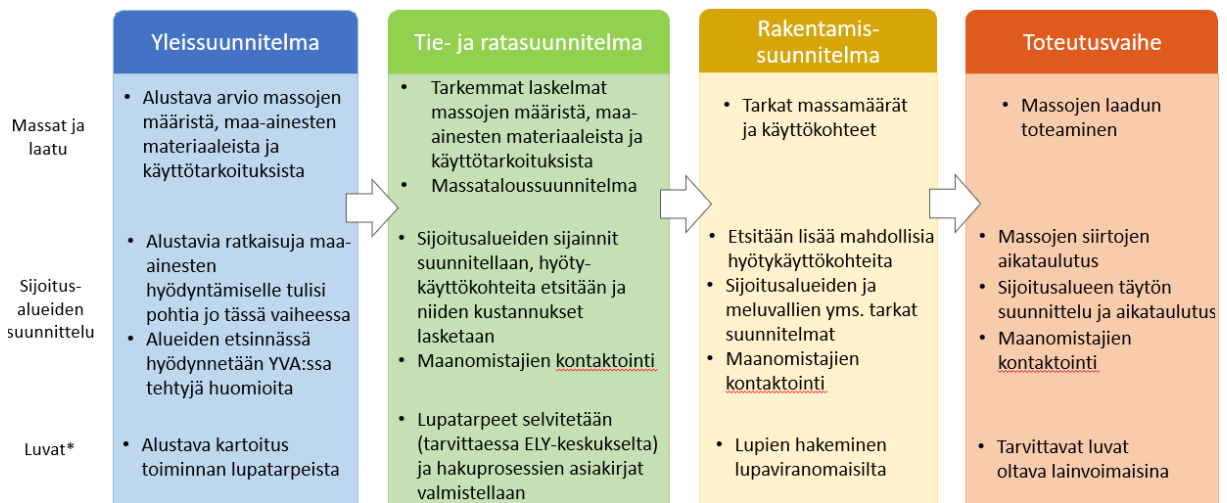 Yleissuunnitelma
Tie- ja ratasuunnitelma
Rakentamis-
suunnitelma
Toteutusvaihe
Massat ja
laatu
• Alustava arvio massojen
määristä, maa-ainesten
materiaaleista ja
käyttötarkoituksista
• Tarkemmat laskelmat
massojen määristä, maa-
ainesten materiaaleista ja
käyttötarkoituksista
• Massataloussuunnitelma
• Tarkat massamäärät
ja käyttökohteet
• Massojen laadun
toteaminen
Sijoitus-
alueiden
suunnittelu
• Alustavia ratkaisuja maa-
ainesten
hyödyntämiselle tulisi
pohtia jo tässä vaiheessa
• Alueiden etsinnässä
hyödynnetään YVA:ssa
tehtyjä huomioita
• Sijoitusalueiden sijainnit
suunnitellaan, hyöty-
käyttökohteita etsitään ja
niiden kustannukset
lasketaan
• Maanomistajien kontaktointi
• Etsitään lisää mahdollisia
hyötykäyttökohteita
• Sijoitusalueiden ja
meluvallien yms. tarkat
suunnitelmat
• Maanomistajien
kontaktointi
• Massojen siirtojen
aikataulutus
• Sijoitusalueen täytön
suunnittelu ja aikataulutus
• Maanomistajien
kontaktointi
Luvat*
• Alustava kartoitus
toiminnan lupatarpeista
• Lupatarpeet selvitetään
(tarvittaessa ELY-keskukselta)
ja hakuprosessien asiakirjat
valmistellaan
• Lupien hakeminen
lupaviranomaisilta
• Tarvittavat luvat
oltava lainvoimaisina